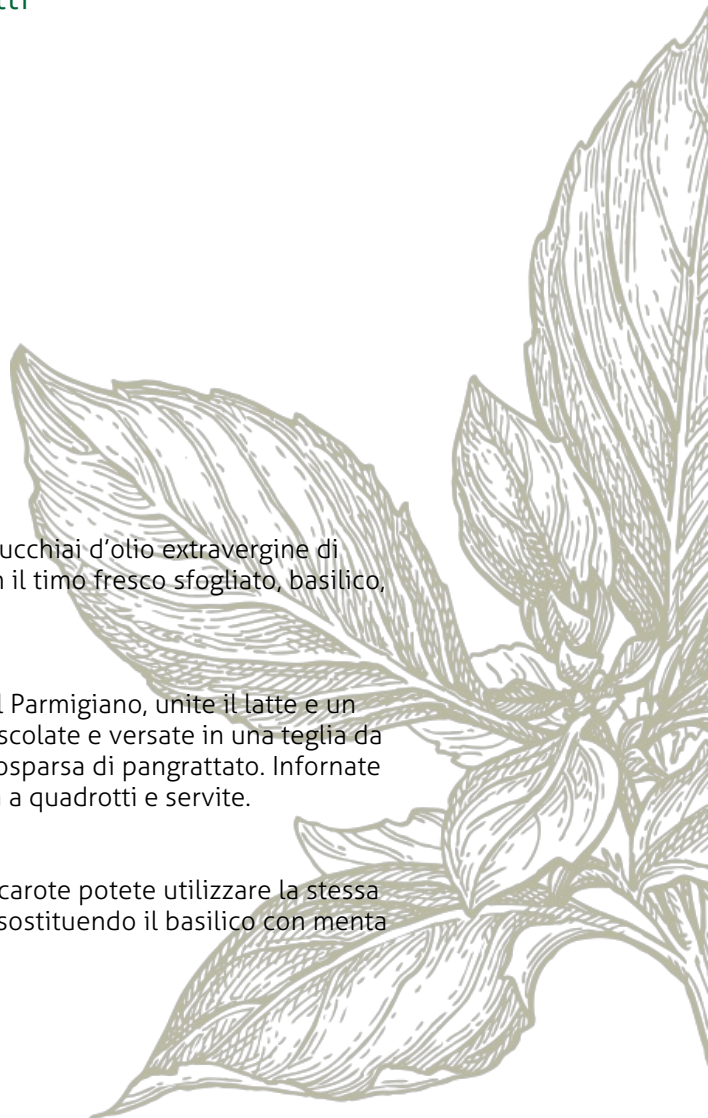 ucchiai d'olio extravergine di
il timo fresco sfogliato, basilico,
Parmigiano, unite il latte e un
scolate e versate in una teglia da
osparsa di pangrattato. Infornate
a quadrotti e servite.
carote potete utilizzare la stessa
sostituendo il basilico con menta